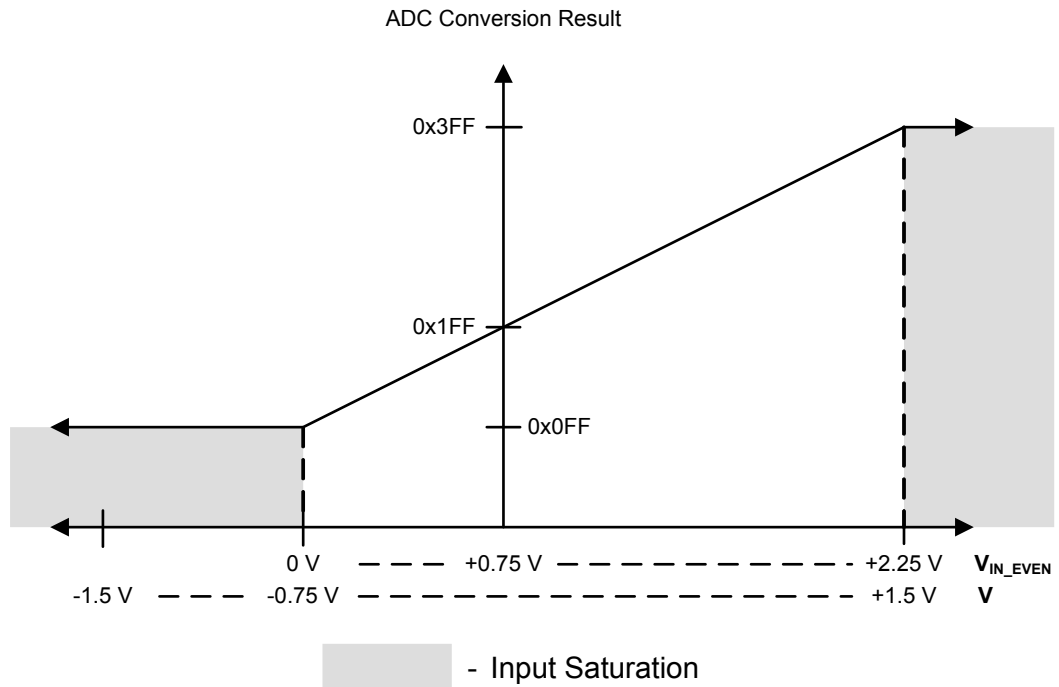 ADC Conversion Result
0x3FF
0x1FF
0x0FF
0 V +0.75 V +2.25 V VIN_EVEN
-1.5 V -0.75 V +1.5 V V
- Input Saturation